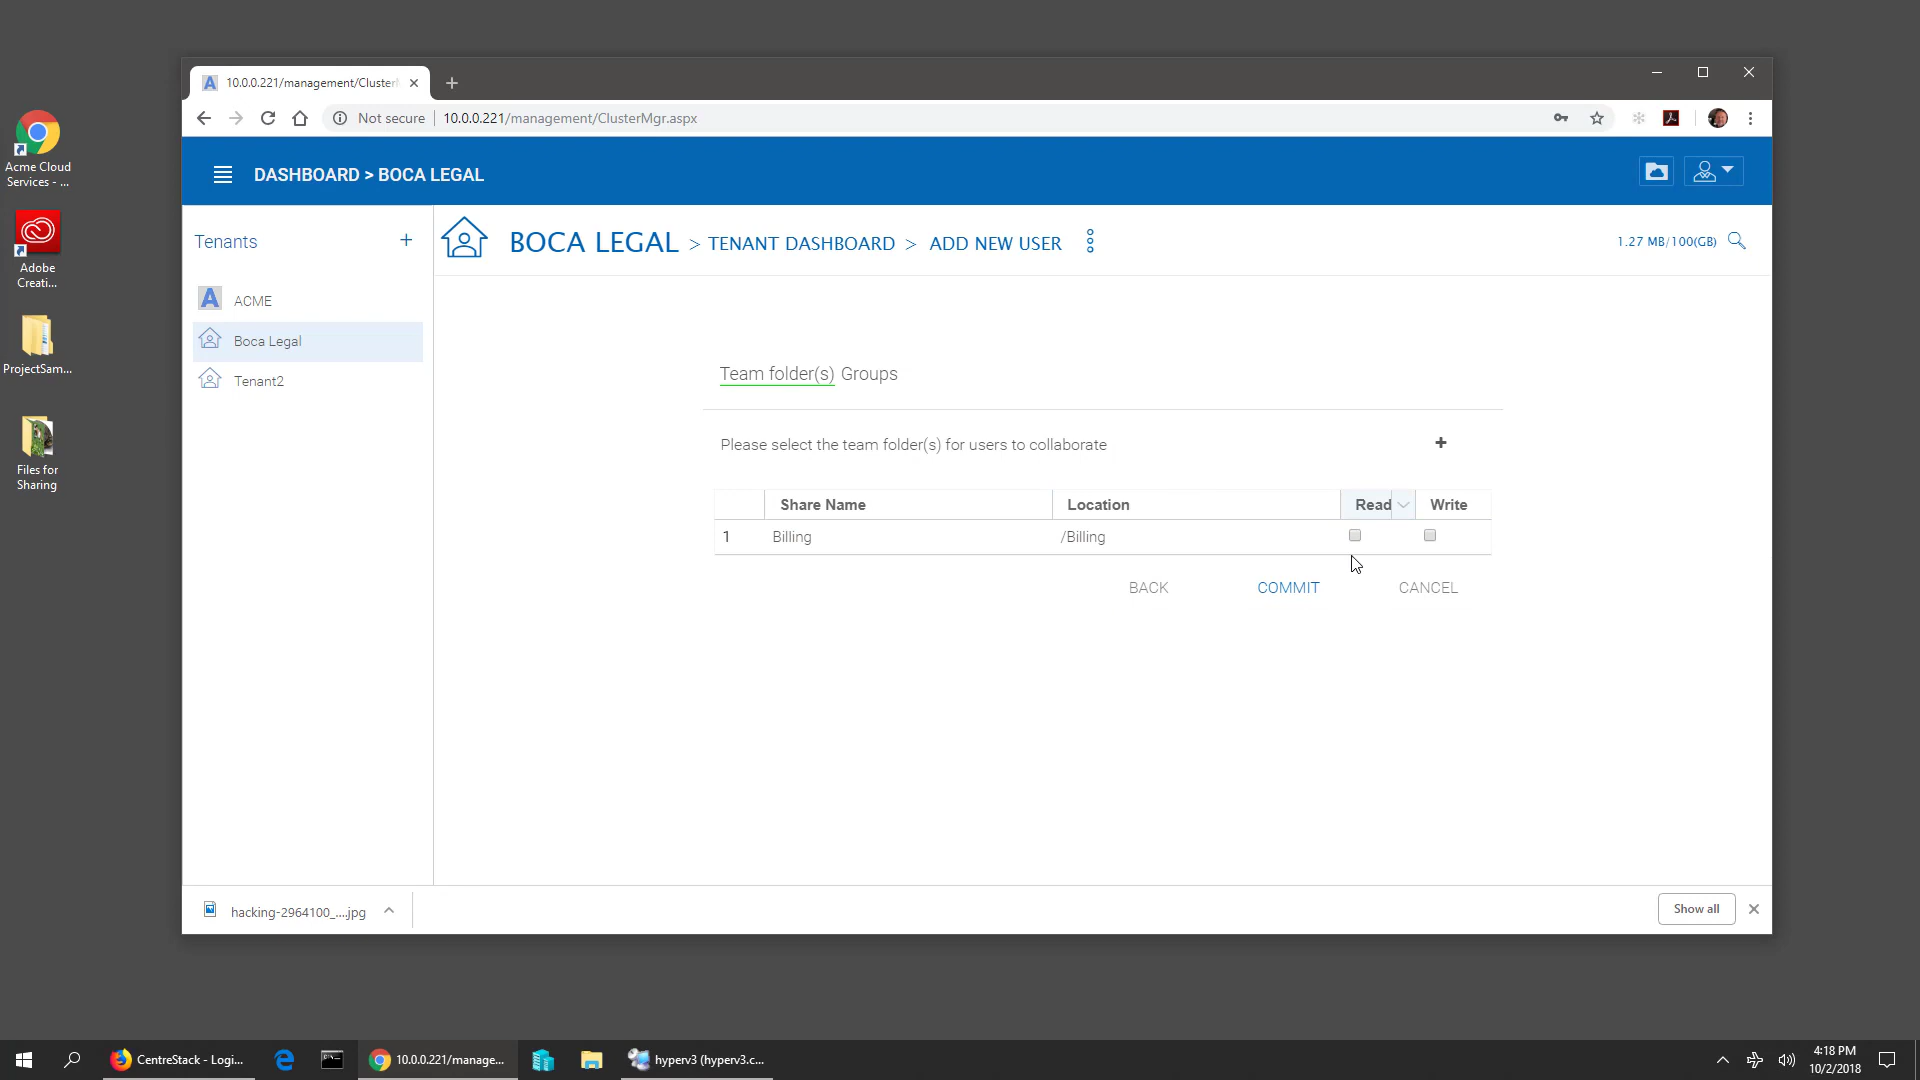 Acme Cloud
Services - ...
Adobe
Creati...
ProjectSam...
Files for
Sharing
10.0.0.221/management/Cluster
Not secure
10.0.0.221/management/ClusterMgr.aspx
DASHBOARD > BOCA LEGAL
Tenants
+
A ACME
Boca Legal
Tenant2
BOCA LEGAL > TENANT DASHBOARD > ADD NEW USER
1.27 MB/100(GB)
Team folder(s) Groups
Please select the team folder(s) for users to collaborate
Share Name Location Read Write
1 Billing /Billing
BACK COMMIT CANCEL
hacking-2964100_....jpg
Show all
CentreStack - Logi...
10.0.0.221/manage...
hyperv3 (hyperv3.c...
4:18 PM
10/2/2018